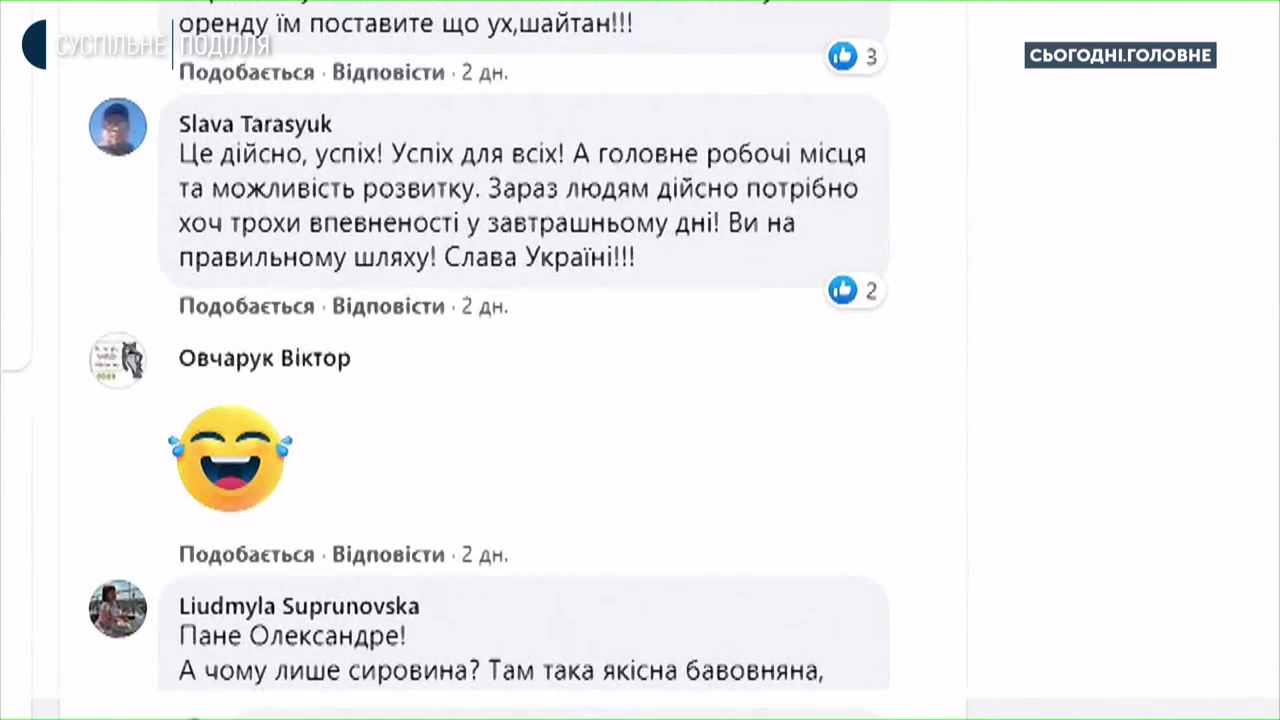 оренду їм поставите що ух,шайтан!!!
СУСПІЛЬНЕ ПОДІЛЛЯ
СЬОГОДНІ.ГОЛОВНЕ
3
Подобається · Відповісти · 2 дн.
Slava Tarasyuk
Це дійсно, успіх! Успіх для всіх! А головне робочі місця
та можливість розвитку. Зараз людям дійсно потрібно
хоч трохи впевненості у завтрашньому дні! Ви на
правильному шляху! Слава Україні!!!
2
Подобається · Відповісти · 2 дн.
Овчарук Віктор
Подобається · Відповісти · 2 дн.
Liudmyla Suprunovska
Пане Олександре!
А чому лише сировина? Там така якісна бавовняна,